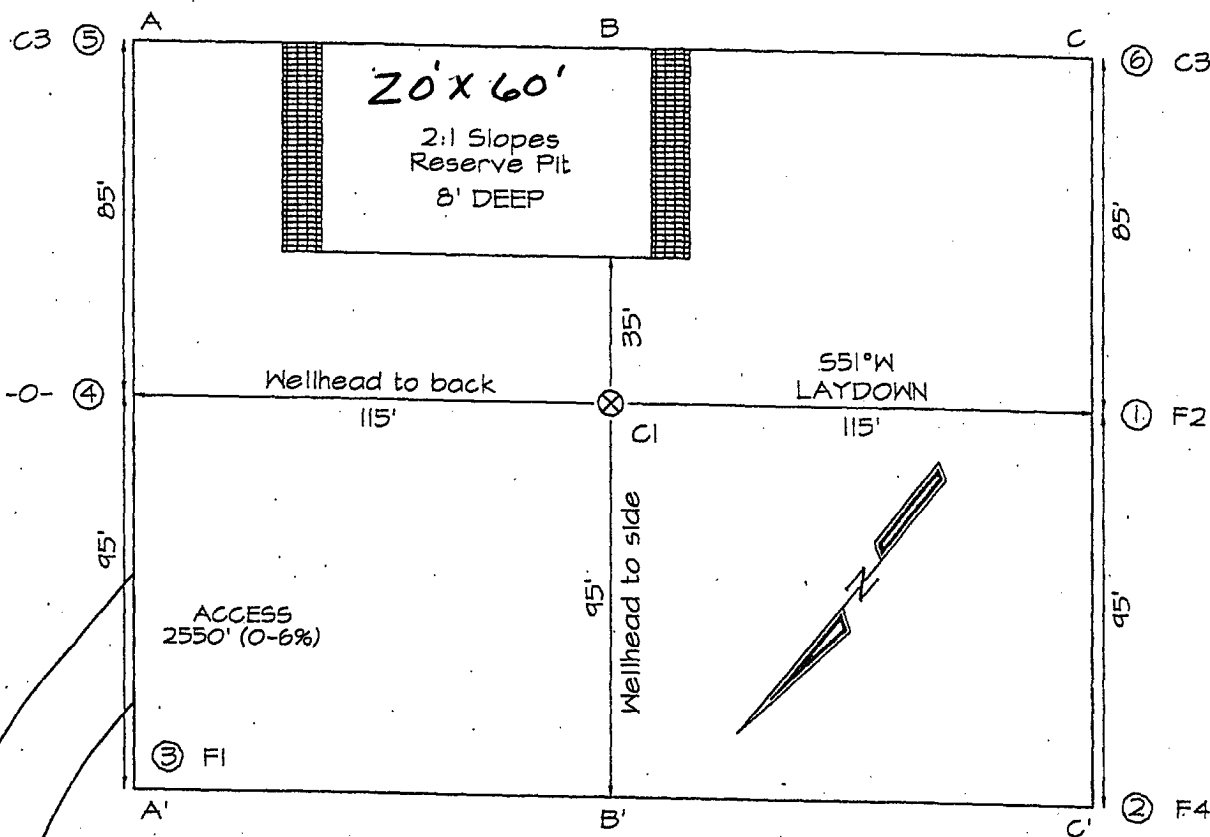 A
B
C
C3 ⑤
⑥ C3
20' X 60'
2:1 Slopes
Reserve Pit
8' DEEP
85'
85'
35'
S51°W
LAYDOWN
-0- ④
Wellhead to back
115'
115'
C1
① F2
95'
95'
Wellhead to side
95'
N
ACCESS
2550' (0-6%)
③ F1
A'
B'
C'
② F4